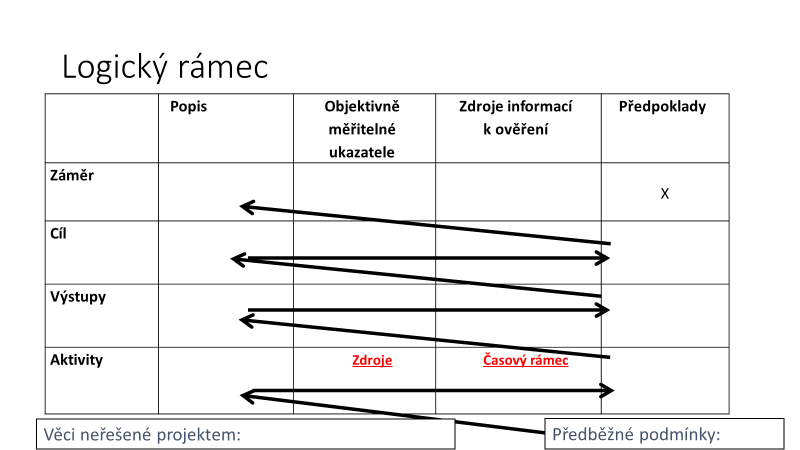 Logický rámec
Popis
Objektivně
měřitelné
ukazatele
Zdroje informací
k ověření
Předpoklady
Záměr
X
Cíl
Výstupy
Aktivity
Zdroje
Časový rámec
Věci neřešené projektem:
Předběžné podmínky: